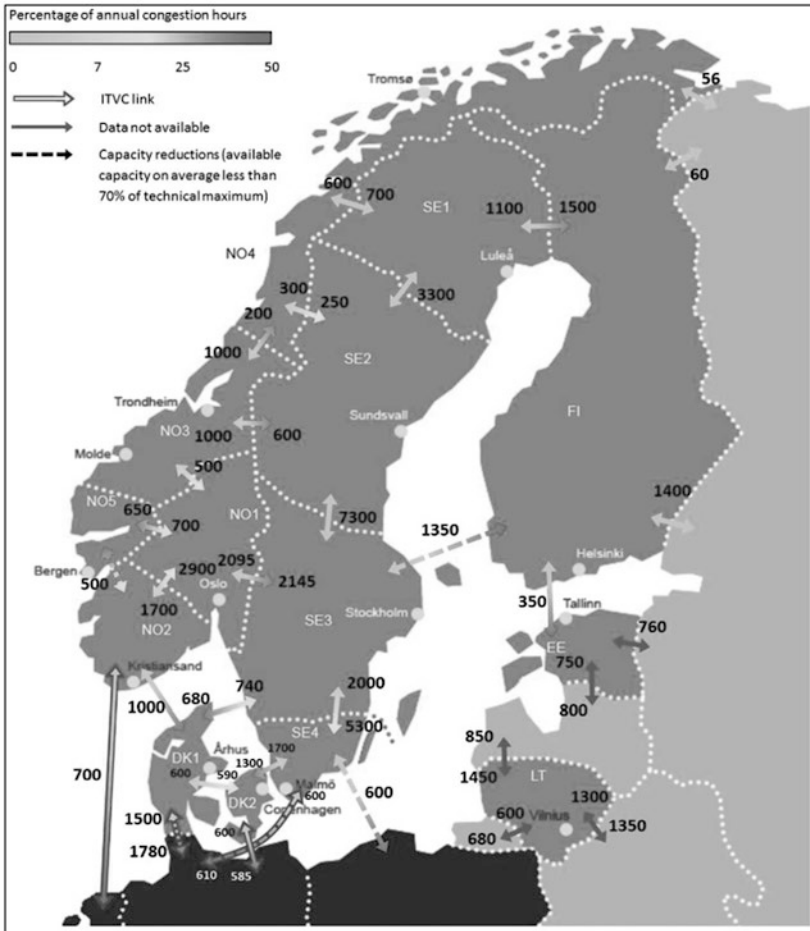 Percentage of annual congestion hours
0 7 25 50
ITVC link
Data not available
Capacity reductions (available
capacity on average less than
70% of technical maximum)
Tromsø
56
60
600
700
SE1
1100
1500
NO4
Luleå
300
250
3300
200
1000
SE2
Trondheim
FI
Sundsvall
NO3
1000
600
Molde
500
1400
NO5
650
700
NO1
7300
1350
Bergen
2900
2095
Helsinki
500
Oslo
2145
1700
350
Tallinn
NO2
Stockholm
SE3
760
EE
750
Kristiansand
2000
1000
680
740
800
5300
SE4
850
DK1
Århus
1700
600
590
1300
1450
LT
700
DK2
Malmö
600
600
1300
Copenhagen
600
Vilnius
1500
1350
600
680
1780
610
585